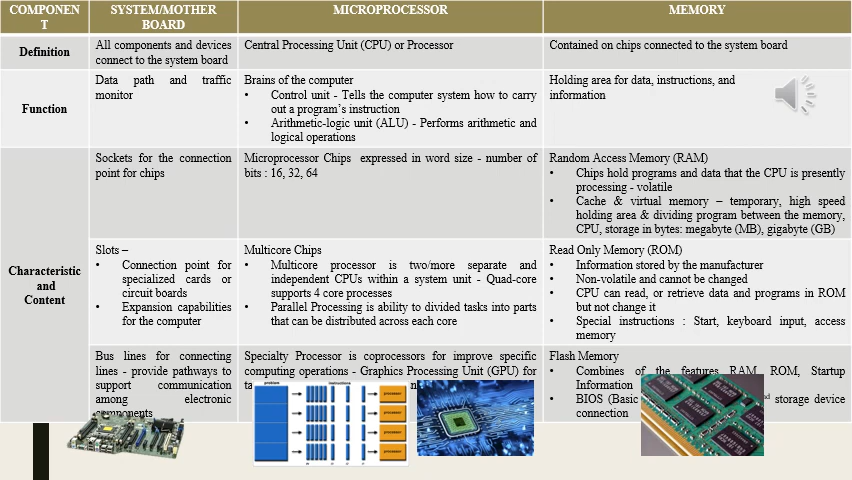 COMPONEN
T
SYSTEM/MOTHER
BOARD
MICROPROCESSOR
MEMORY
Definition
All components and devices
connect to the system board
Central Processing Unit (CPU) or Processor
Contained on chips connected to the system board
Function
Data path and traffic
monitor
Brains of the computer
• Control unit - Tells the computer system how to carry
out a program's instruction
• Arithmetic-logic unit (ALU) - Performs arithmetic and
logical operations
Holding area for data, instructions, and
information
Characteristic
and
Content
Sockets for the connection
point for chips
Microprocessor Chips expressed in word size - number of
bits : 16, 32, 64
Random Access Memory (RAM)
• Chips hold programs and data that the CPU is presently
processing - volatile
• Cache & virtual memory – temporary, high speed
holding area & dividing program between the memory,
CPU, storage in bytes: megabyte (MB), gigabyte (GB)
Slots –
• Connection point for
specialized cards or
circuit boards
• Expansion capabilities
for the computer
Multicore Chips
• Multicore processor is two/more separate and
independent CPUs within a system unit - Quad-core
supports 4 core processes
• Parallel Processing is ability to divided tasks into parts
that can be distributed across each core
Read Only Memory (ROM)
• Information stored by the manufacturer
• Non-volatile and cannot be changed
• CPU can read, or retrieve data and programs in ROM
but not change it
• Special instructions : Start, keyboard input, access
memory
Bus lines for connecting
lines - provide pathways to
support communication
among electronic
components
Specialty Processor is coprocessors for improve specific
computing operations - Graphics Processing Unit (GPU) for
Flash Memory
• Combines of the features RAM ROM, Startup
Information
• BIOS (Basic storage device
connection
problem
instructions
processor
processor
processor
processor